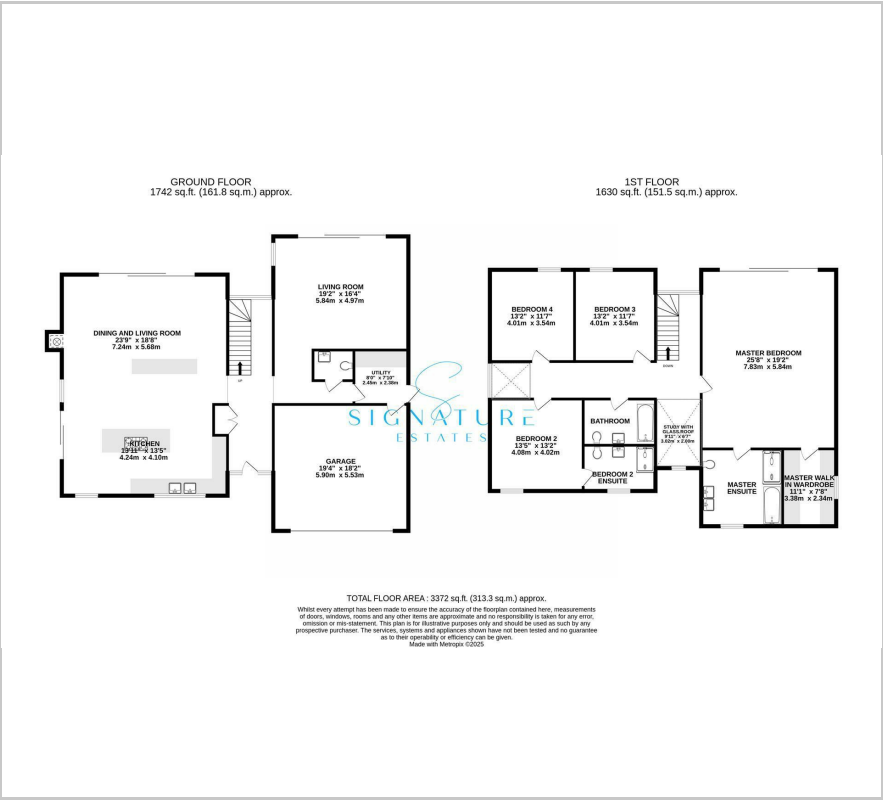 GROUND FLOOR
1742 sq.ft. (161.8 sq.m.) approx.
LIVING ROOM
19'2" x 16'4"
5.84m x 4.97m
DINING AND LIVING ROOM
23'9" x 18'8"
7.24m x 5.68m
UP
UTILITY
8'0" x 7'10"
2.45m x 2.38m
KITCHEN
13'11" x 13'5"
4.24m x 4.10m
GARAGE
19'4" x 18'2"
5.90m x 5.53m
SIGNATURE
ESTATES
1ST FLOOR
1630 sq.ft. (151.5 sq.m.) approx.
BEDROOM 4
13'2" x 11'7"
4.01m x 3.54m
BEDROOM 3
13'2" x 11'7"
4.01m x 3.54m
DOWN
MASTER BEDROOM
25'8" x 19'2"
7.83m x 5.84m
BATHROOM
STUDY WITH
GLASS ROOF
9'11" x 6'7"
3.02m x 2.00m
BEDROOM 2
13'5" x 13'2"
4.08m x 4.02m
BEDROOM 2
ENSUITE
MASTER
ENSUITE
MASTER WALK
IN WARDROBE
11'1" x 7'8"
3.38m x 2.34m
TOTAL FLOOR AREA : 3372 sq.ft. (313.3 sq.m.) approx.
Whilst every attempt has been made to ensure the accuracy of the floorplan contained here, measurements
of doors, windows, rooms and any other items are approximate and no responsibility is taken for any error,
omission or mis-statement. This plan is for illustrative purposes only and should be used as such by any
prospective purchaser. The services, systems and appliances shown have not been tested and no guarantee
as to their operability or efficiency can be given.
Made with Metropix ©2025